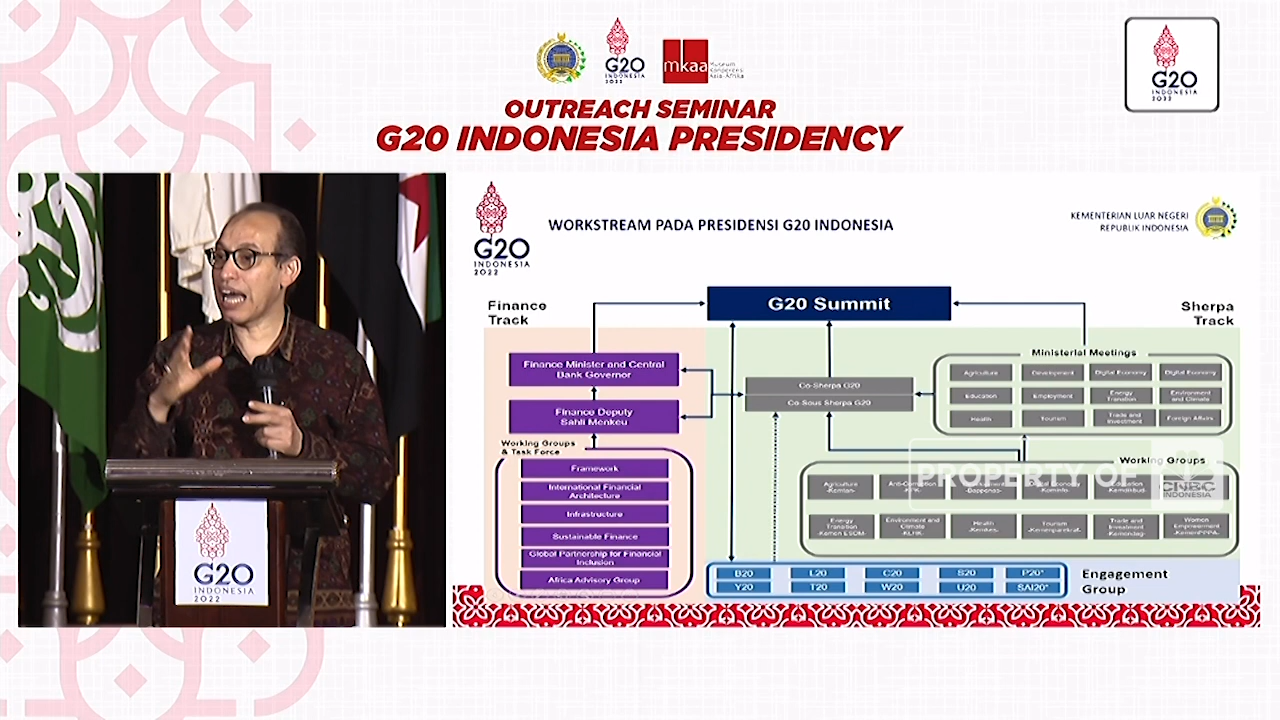 G20
INDONESIA
2022
mkaa
OUTREACH SEMINAR
G20 INDONESIA PRESIDENCY
G20
INDONESIA
2022
G20
INDONESIA
2022
WORKSTREAM PADA PRESIDENSI G20 INDONESIA
KEMENTERIAN LUAR NEGERI
REPUBLIK INDONESIA
Finance
Track
G20 Summit
Sherpa
Track
Finance Minister and Central
Bank Governor
Finance Deputy
Sahli Menkeu
Working Groups
& Task Force
Framework
International Financial
Architecture
Infrastructure
Sustainable Finance
Global Partnership for Financial
Inclusion
Africa Advisory Group
Co-Sherpa G20
Co-Sous Sherpa G20
Ministerial Meetings
Agriculture
Development
Digital Economy
Digital Economy
Education
Employment
Energy
Transition
Environment
and Climate
Health
Tourism
Trade and
Investment
Foreign Affairs
Working Groups
PROPERTY OF
CNBC
INDONESIA
Agriculture
-Kemtan-
Energy
Transition
-Kemen ESDM-
Environment and
Climate
-KLHK-
Health
-Kemkes-
Tourism
-Kemenparekraf-
Trade and
Investment
-Kemendag-
Women
Empowerment
-KemenPPPA-
B20
L20
C20
S20
P20*
Y20
T20
W20
U20
SAI20*
Engagement
Group
G20
INDONESIA
2022